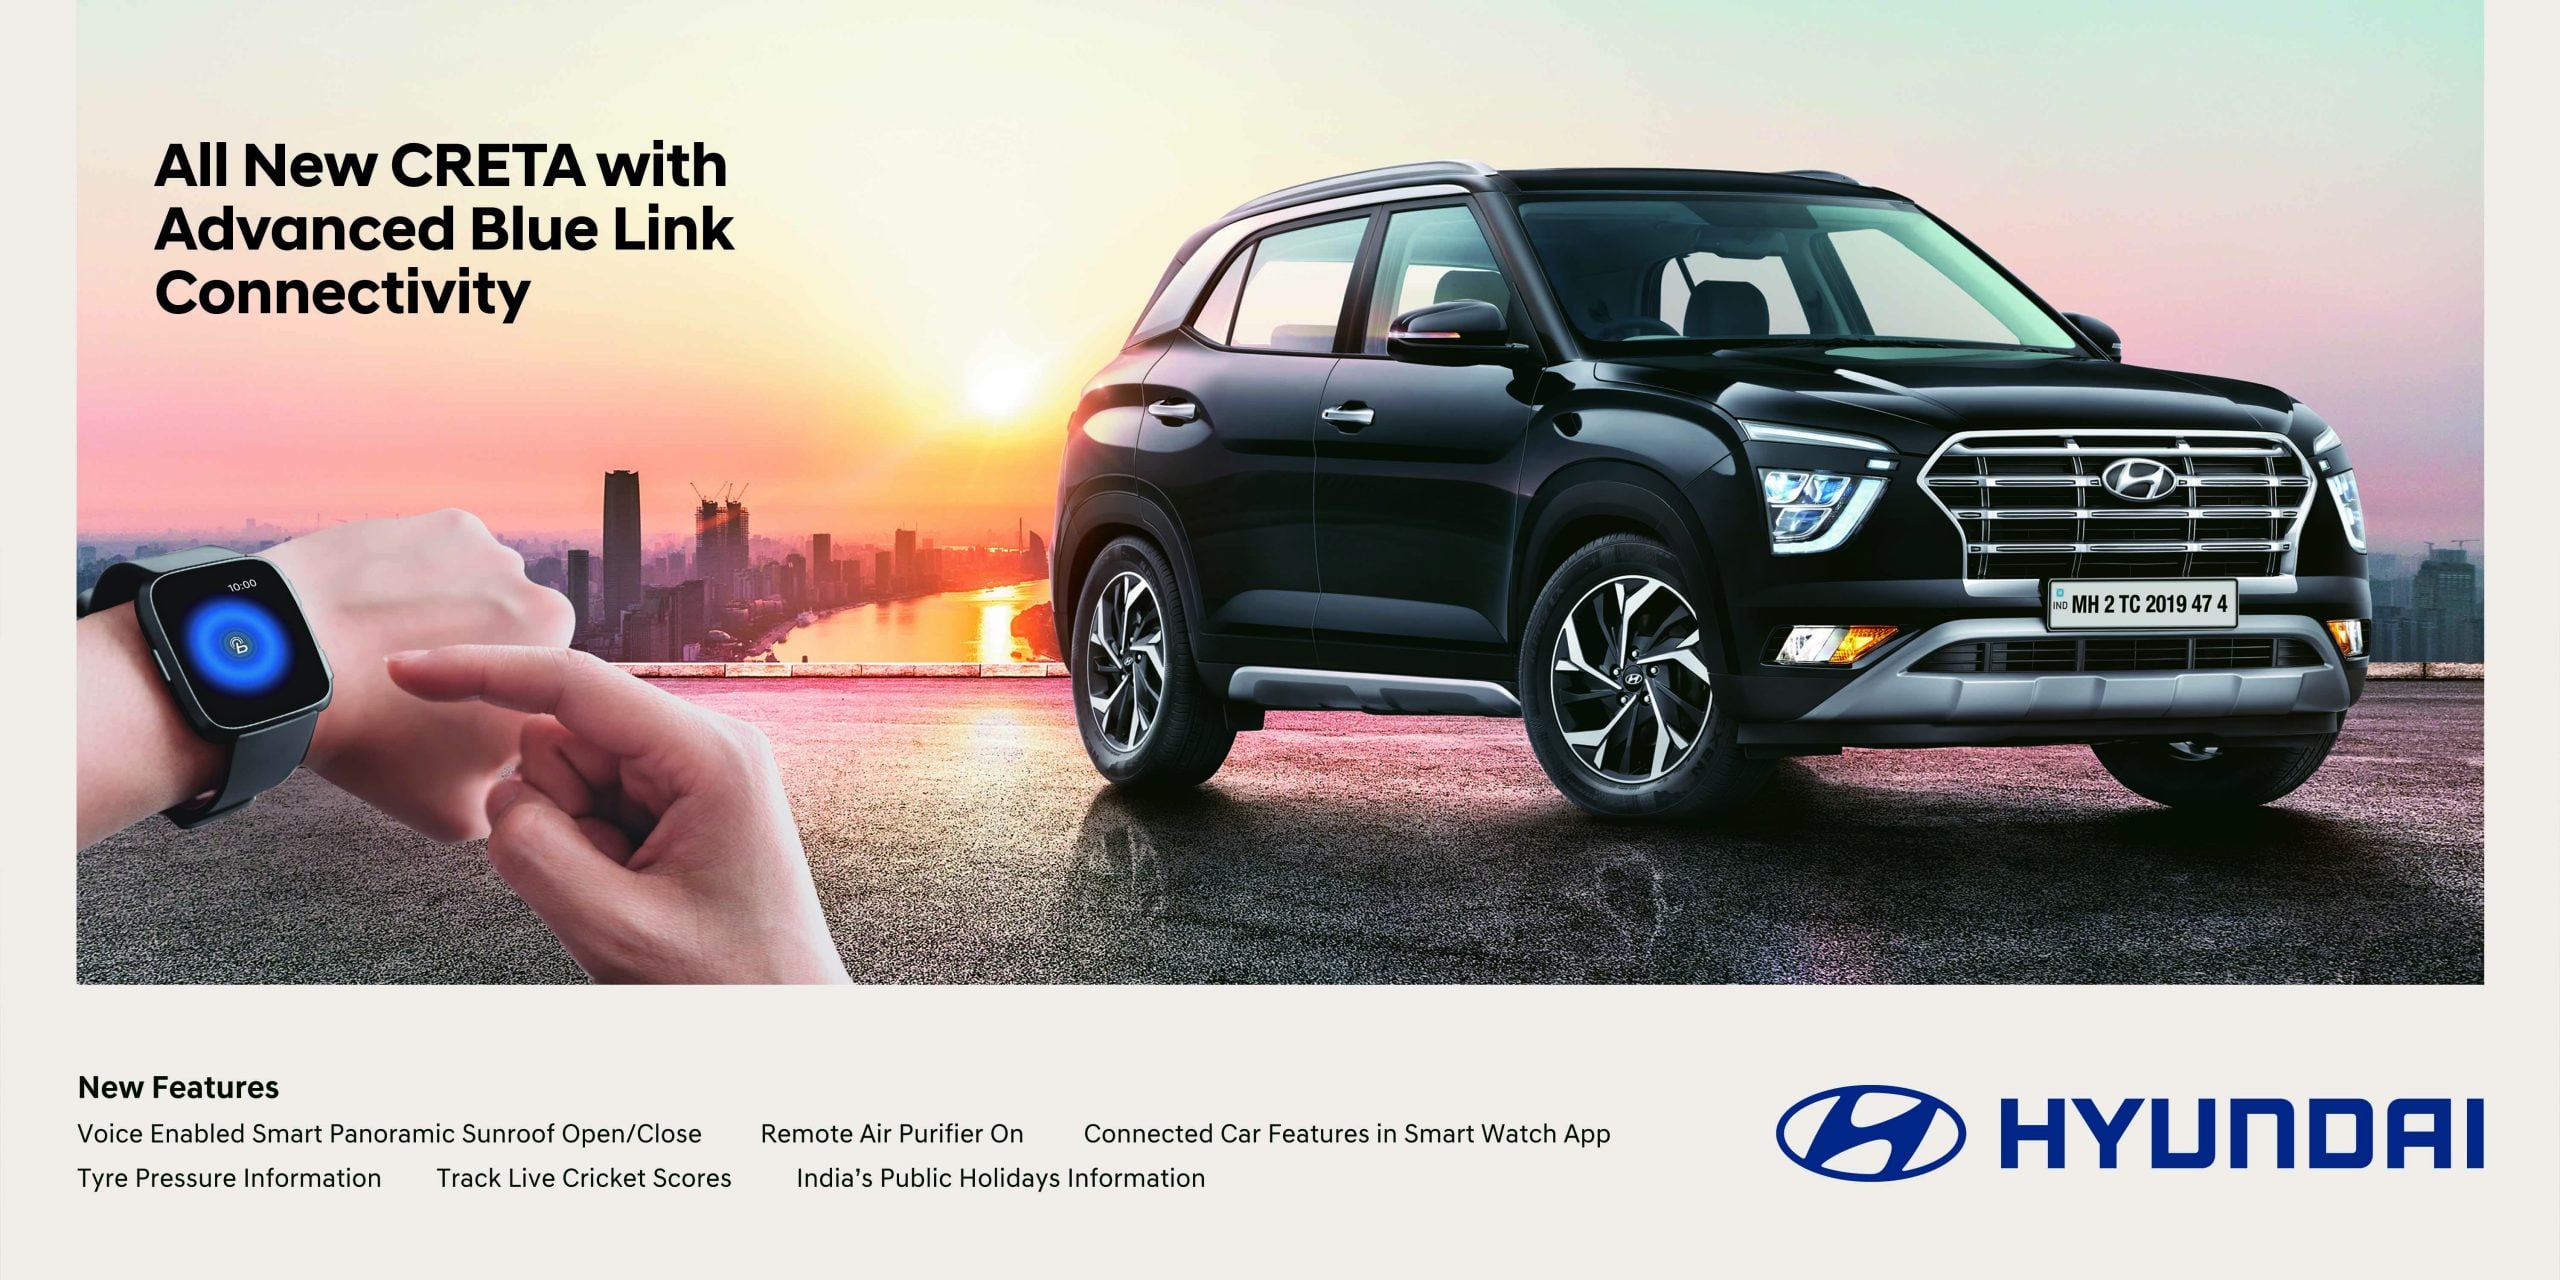 All New CRETA with
Advanced Blue Link
Connectivity
10:00
IND MH 2 TC 2019 47 4
New Features
Voice Enabled Smart Panoramic Sunroof Open/Close Remote Air Purifier On Connected Car Features in Smart Watch App
Tyre Pressure Information Track Live Cricket Scores India's Public Holidays Information
HYUNDAI